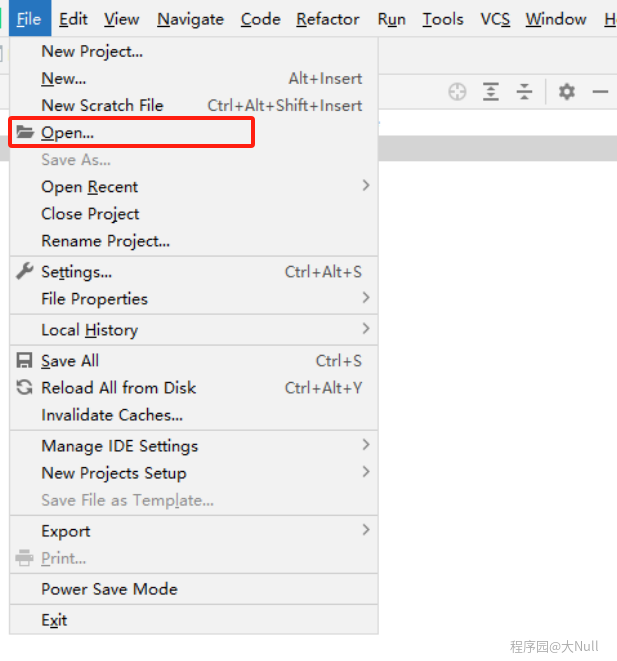 File Edit View Navigate Code Refactor Run Tools VCS Window
New Project...
New... Alt+Insert
New Scratch File Ctrl+Alt+Shift+Insert
Open...
Save As...
Open Recent
Close Project
Rename Project...
Settings... Ctrl+Alt+S
File Properties
Local History
Save All Ctrl+S
Reload All from Disk Ctrl+Alt+Y
Invalidate Caches...
Manage IDE Settings
New Projects Setup
Save File as Template...
Export
Print...
Power Save Mode
Exit
程序园@大Null